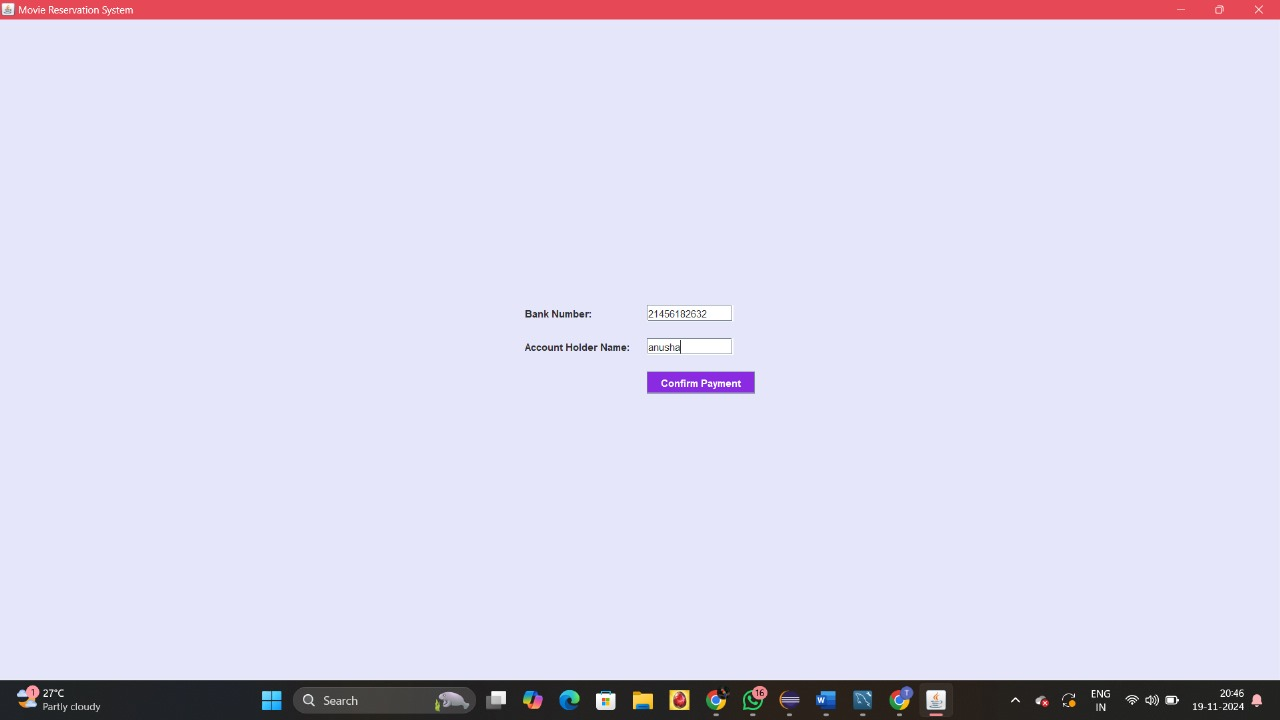 Movie Reservation System
Bank Number: 21456182632
Account Holder Name: anusha
Confirm Payment
1 27°C
Partly cloudy
Search
16
T
ENG
IN
20:46
19-11-2024